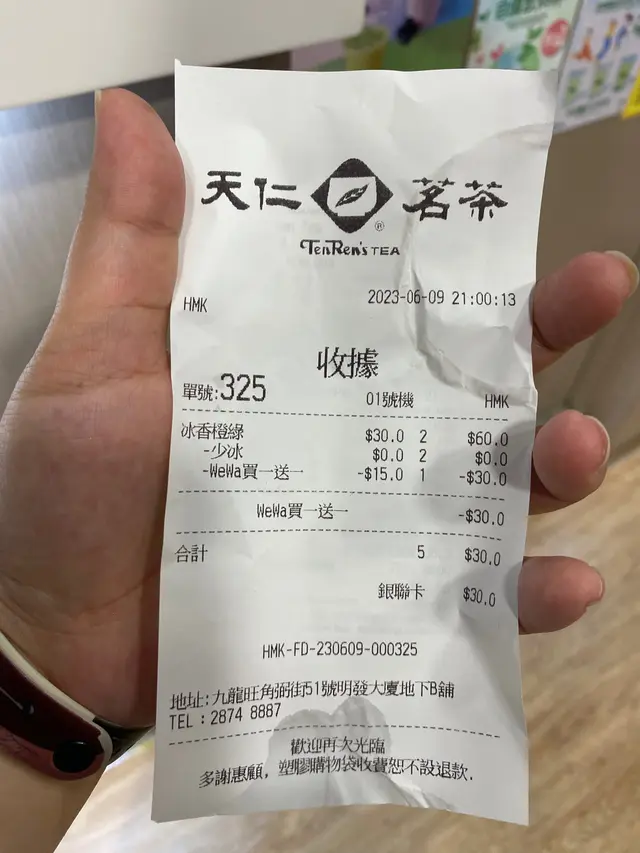 天仁 茗茶
®
TenRen's TEA
HMK 2023-06-09 21:00:13
收據
單號:325 01號機 HMK
冰香橙綠 $30.0 2 $60.0
-少冰 $0.0 2 $0.0
-WeWa買一送一 -$15.0 1 -$30.0
WeWa買一送一 -$30.0
合計 5 $30.0
銀聯卡 $30.0
HMK-FD-230609-000325
地址:九龍旺角弼街51號明發大廈地下B舖
TEL:2874 8887
歡迎再次光臨
多謝惠顧, 塑膠購物袋收費恕不設退款.